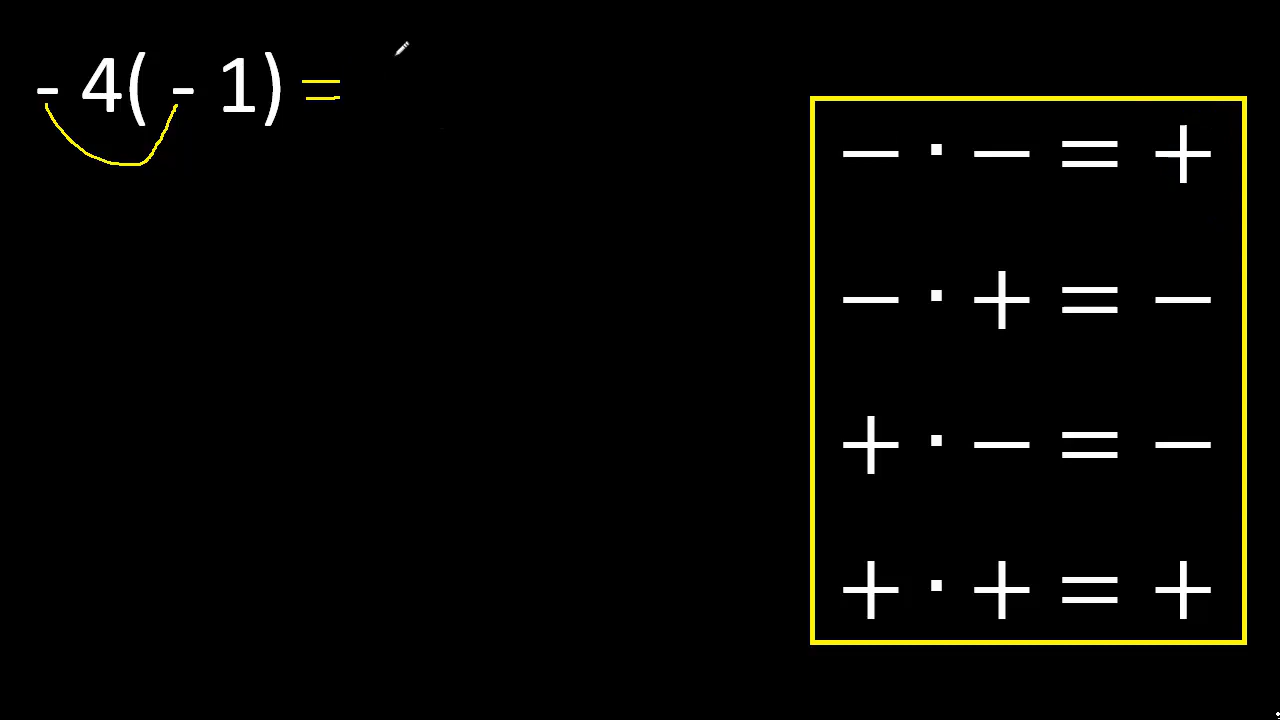 - 4( - 1) =
− · − = +
− · + = −
+ · − = −
+ · + = +